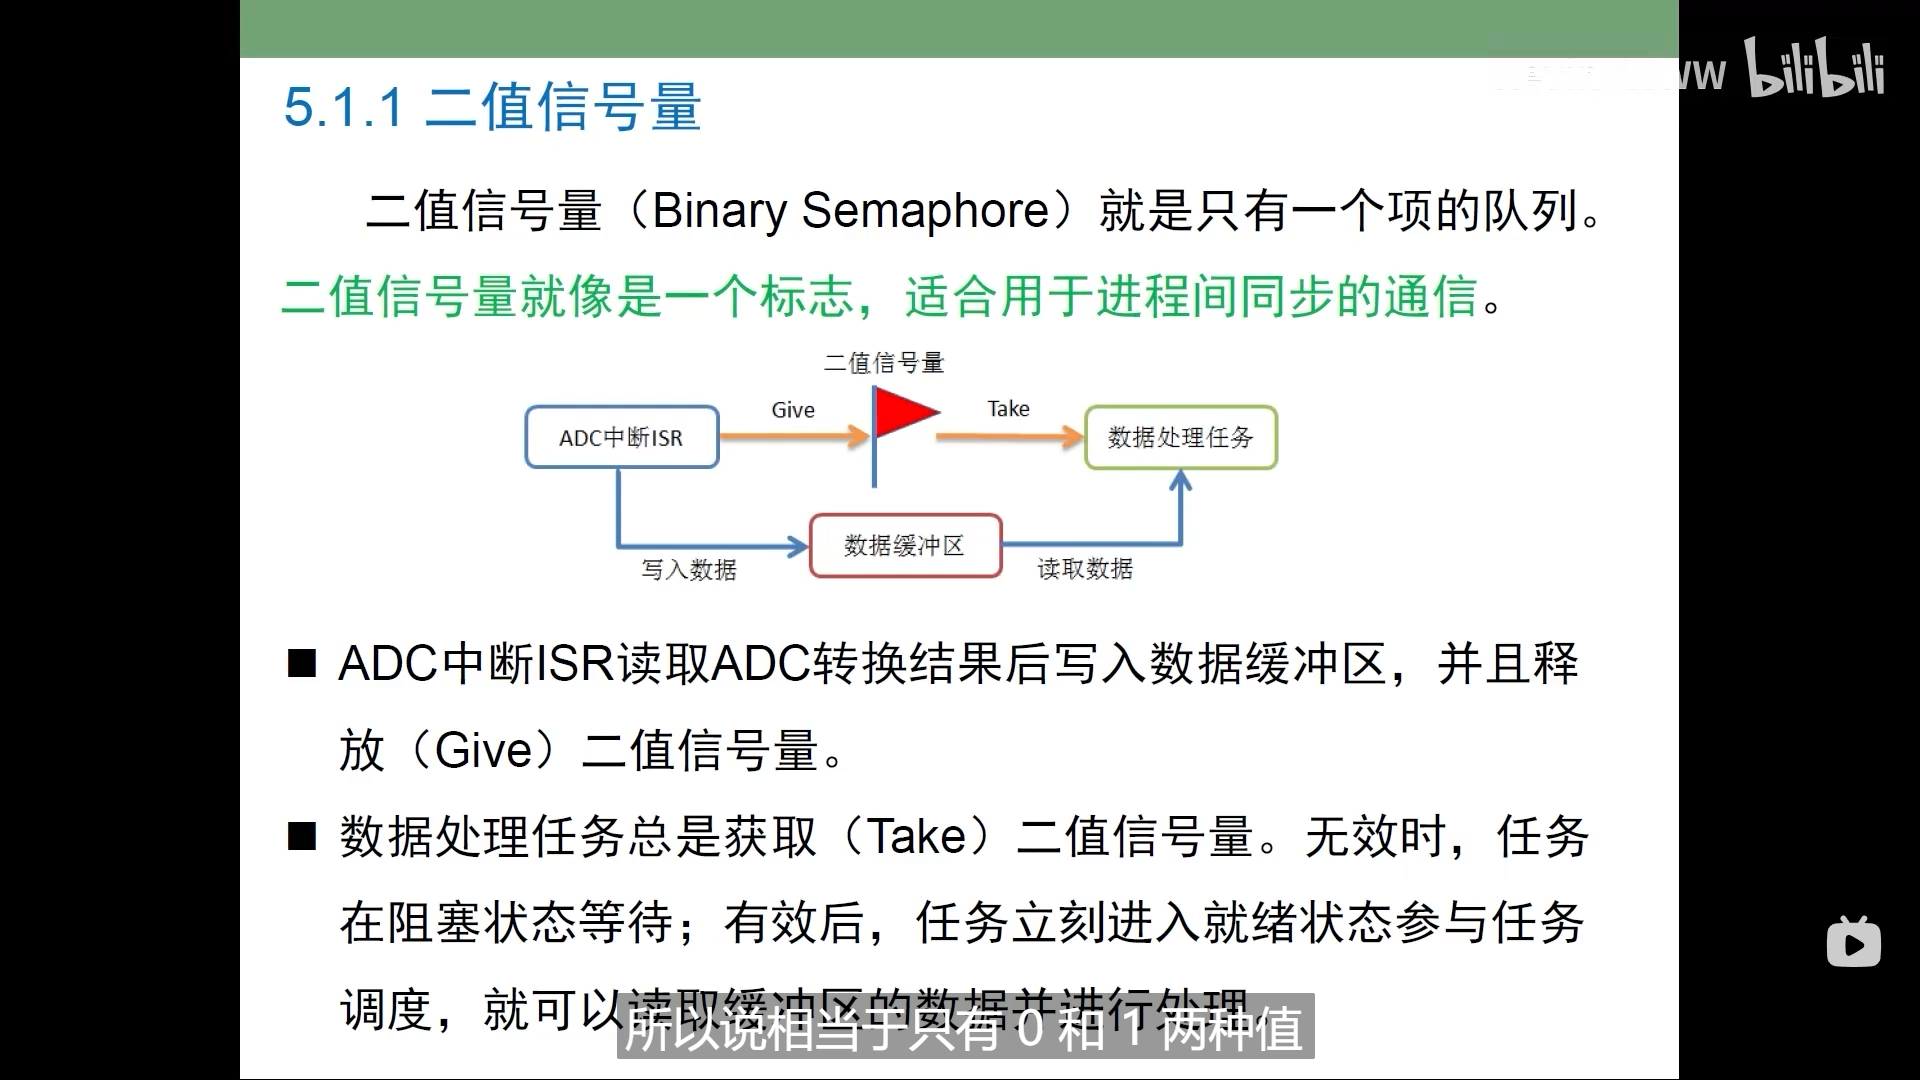 WW bilibili
5.1.1 二值信号量
二值信号量（Binary Semaphore）就是只有一个项的队列。
二值信号量就像是一个标志，适合用于进程间同步的通信。
二值信号量
ADC中断ISR
Give
Take
数据处理任务
写入数据
数据缓冲区
读取数据
■ ADC中断ISR读取ADC转换结果后写入数据缓冲区，并且释
放（Give）二值信号量。
■ 数据处理任务总是获取（Take）二值信号量。无效时，任务
在阻塞状态等待；有效后，任务立刻进入就绪状态参与任务
调度，就可以读取缓冲区的数据并进行处理。
所以说相当于只有 0 和 1 两种值